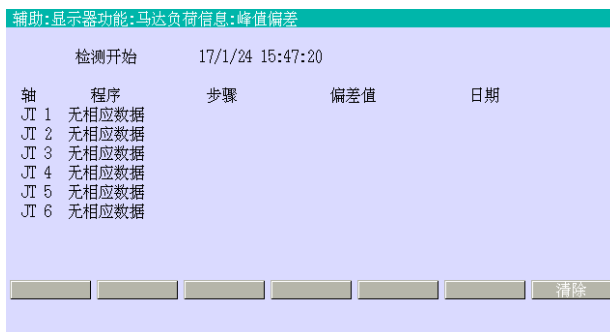 辅助:显示器功能:马达负荷信息:峰值偏差
检测开始 17/1/24 15:47:20
轴 程序 步骤 偏差值 日期
JT 1 无相应数据
JT 2 无相应数据
JT 3 无相应数据
JT 4 无相应数据
JT 5 无相应数据
JT 6 无相应数据
清除